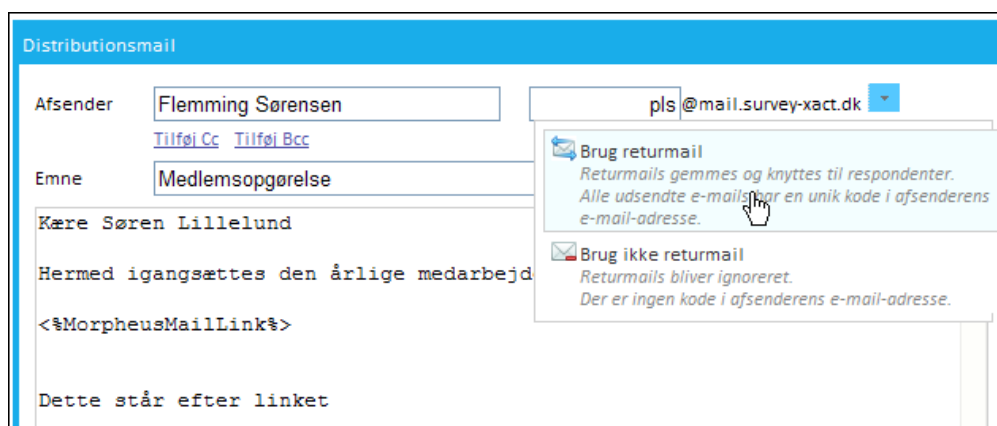 Distributionsmail
Afsender Flemming Sørensen pls @mail.survey-xact.dk
Tilføj Cc Tilføj Bcc
Emne Medlemsopgørelse
Brug returmail
Returmails gemmes og knyttes til respondenter.
Alle udsendte e-mails har en unik kode i afsenderens
e-mail-adresse.
Brug ikke returmail
Returmails bliver ignoreret.
Der er ingen kode i afsenderens e-mail-adresse.
Kære Søren Lillelund
Hermed igangsættes den årlige medarbejd
<%MorpheusMailLink%>
Dette står efter linket